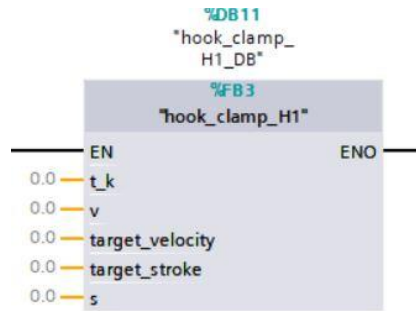 %DB11
"hook_clamp_
H1_DB"
%FB3
"hook_clamp_H1"
EN ENO
0.0 t_k
0.0 v
0.0 target_velocity
0.0 target_stroke
0.0 s